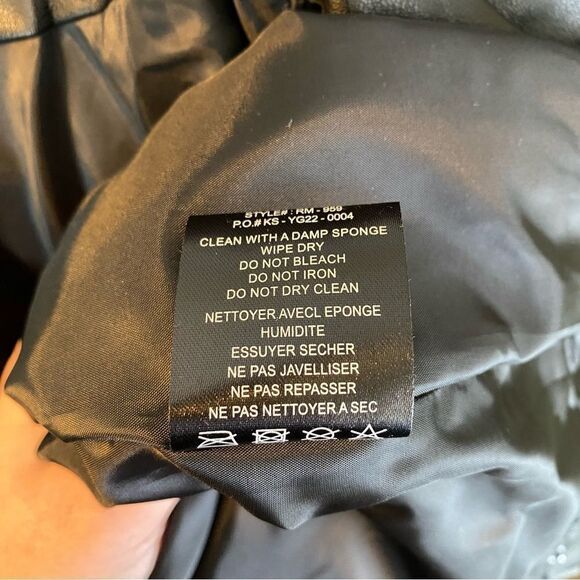 STYLE# : RM - 959
P.O.# KS - YG22 - 0004
CLEAN WITH A DAMP SPONGE
WIPE DRY
DO NOT BLEACH
DO NOT IRON
DO NOT DRY CLEAN
NETTOYER AVECL EPONGE
HUMIDITE
ESSUYER SECHER
NE PAS JAVELLISER
NE PAS REPASSER
NE PAS NETTOYER A SEC